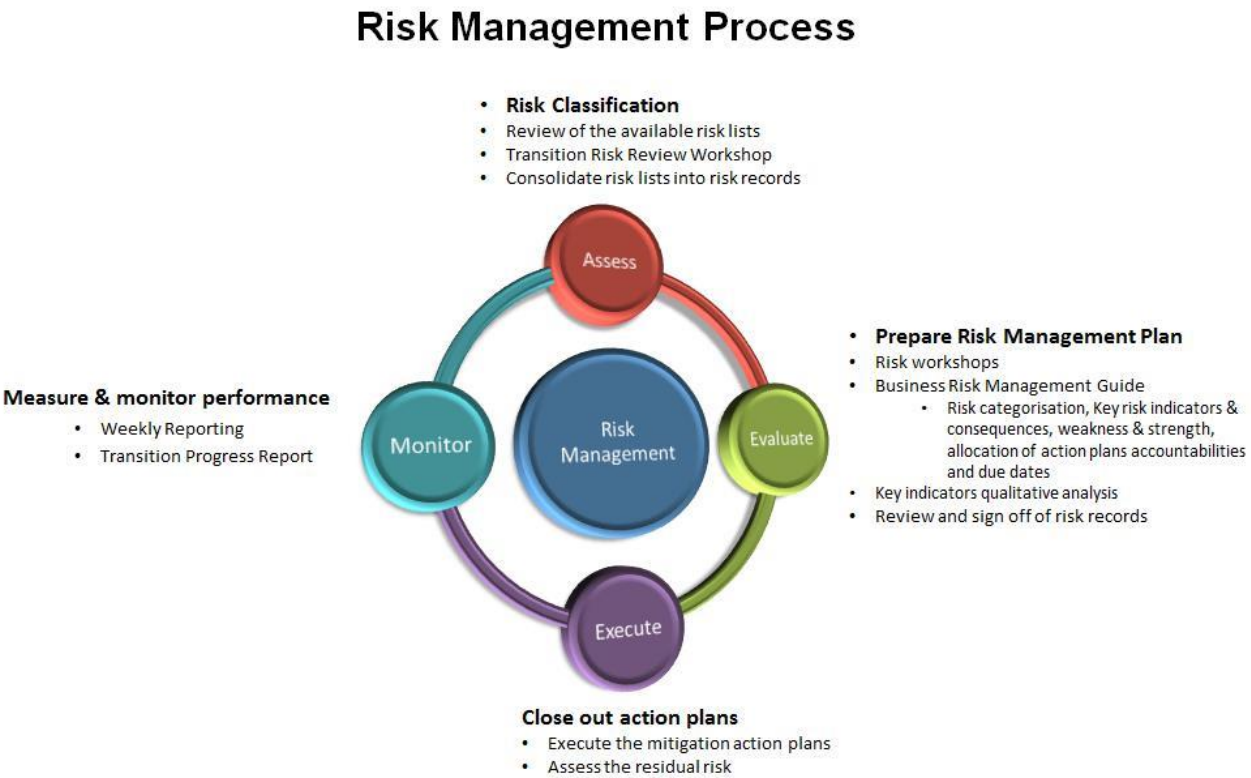 Risk Management Process
• Risk Classification
• Review of the available risk lists
• Transition Risk Review Workshop
• Consolidate risk lists into risk records
Assess
• Prepare Risk Management Plan
• Risk workshops
• Business Risk Management Guide
• Risk categorisation, Key risk indicators &
consequences, weakness & strength,
allocation of action plans accountabilities
and due dates
• Key indicators qualitative analysis
• Review and sign off of risk records
Evaluate
Risk
Management
Measure & monitor performance
• Weekly Reporting
• Transition Progress Report
Monitor
Execute
Close out action plans
• Execute the mitigation action plans
• Assess the residual risk